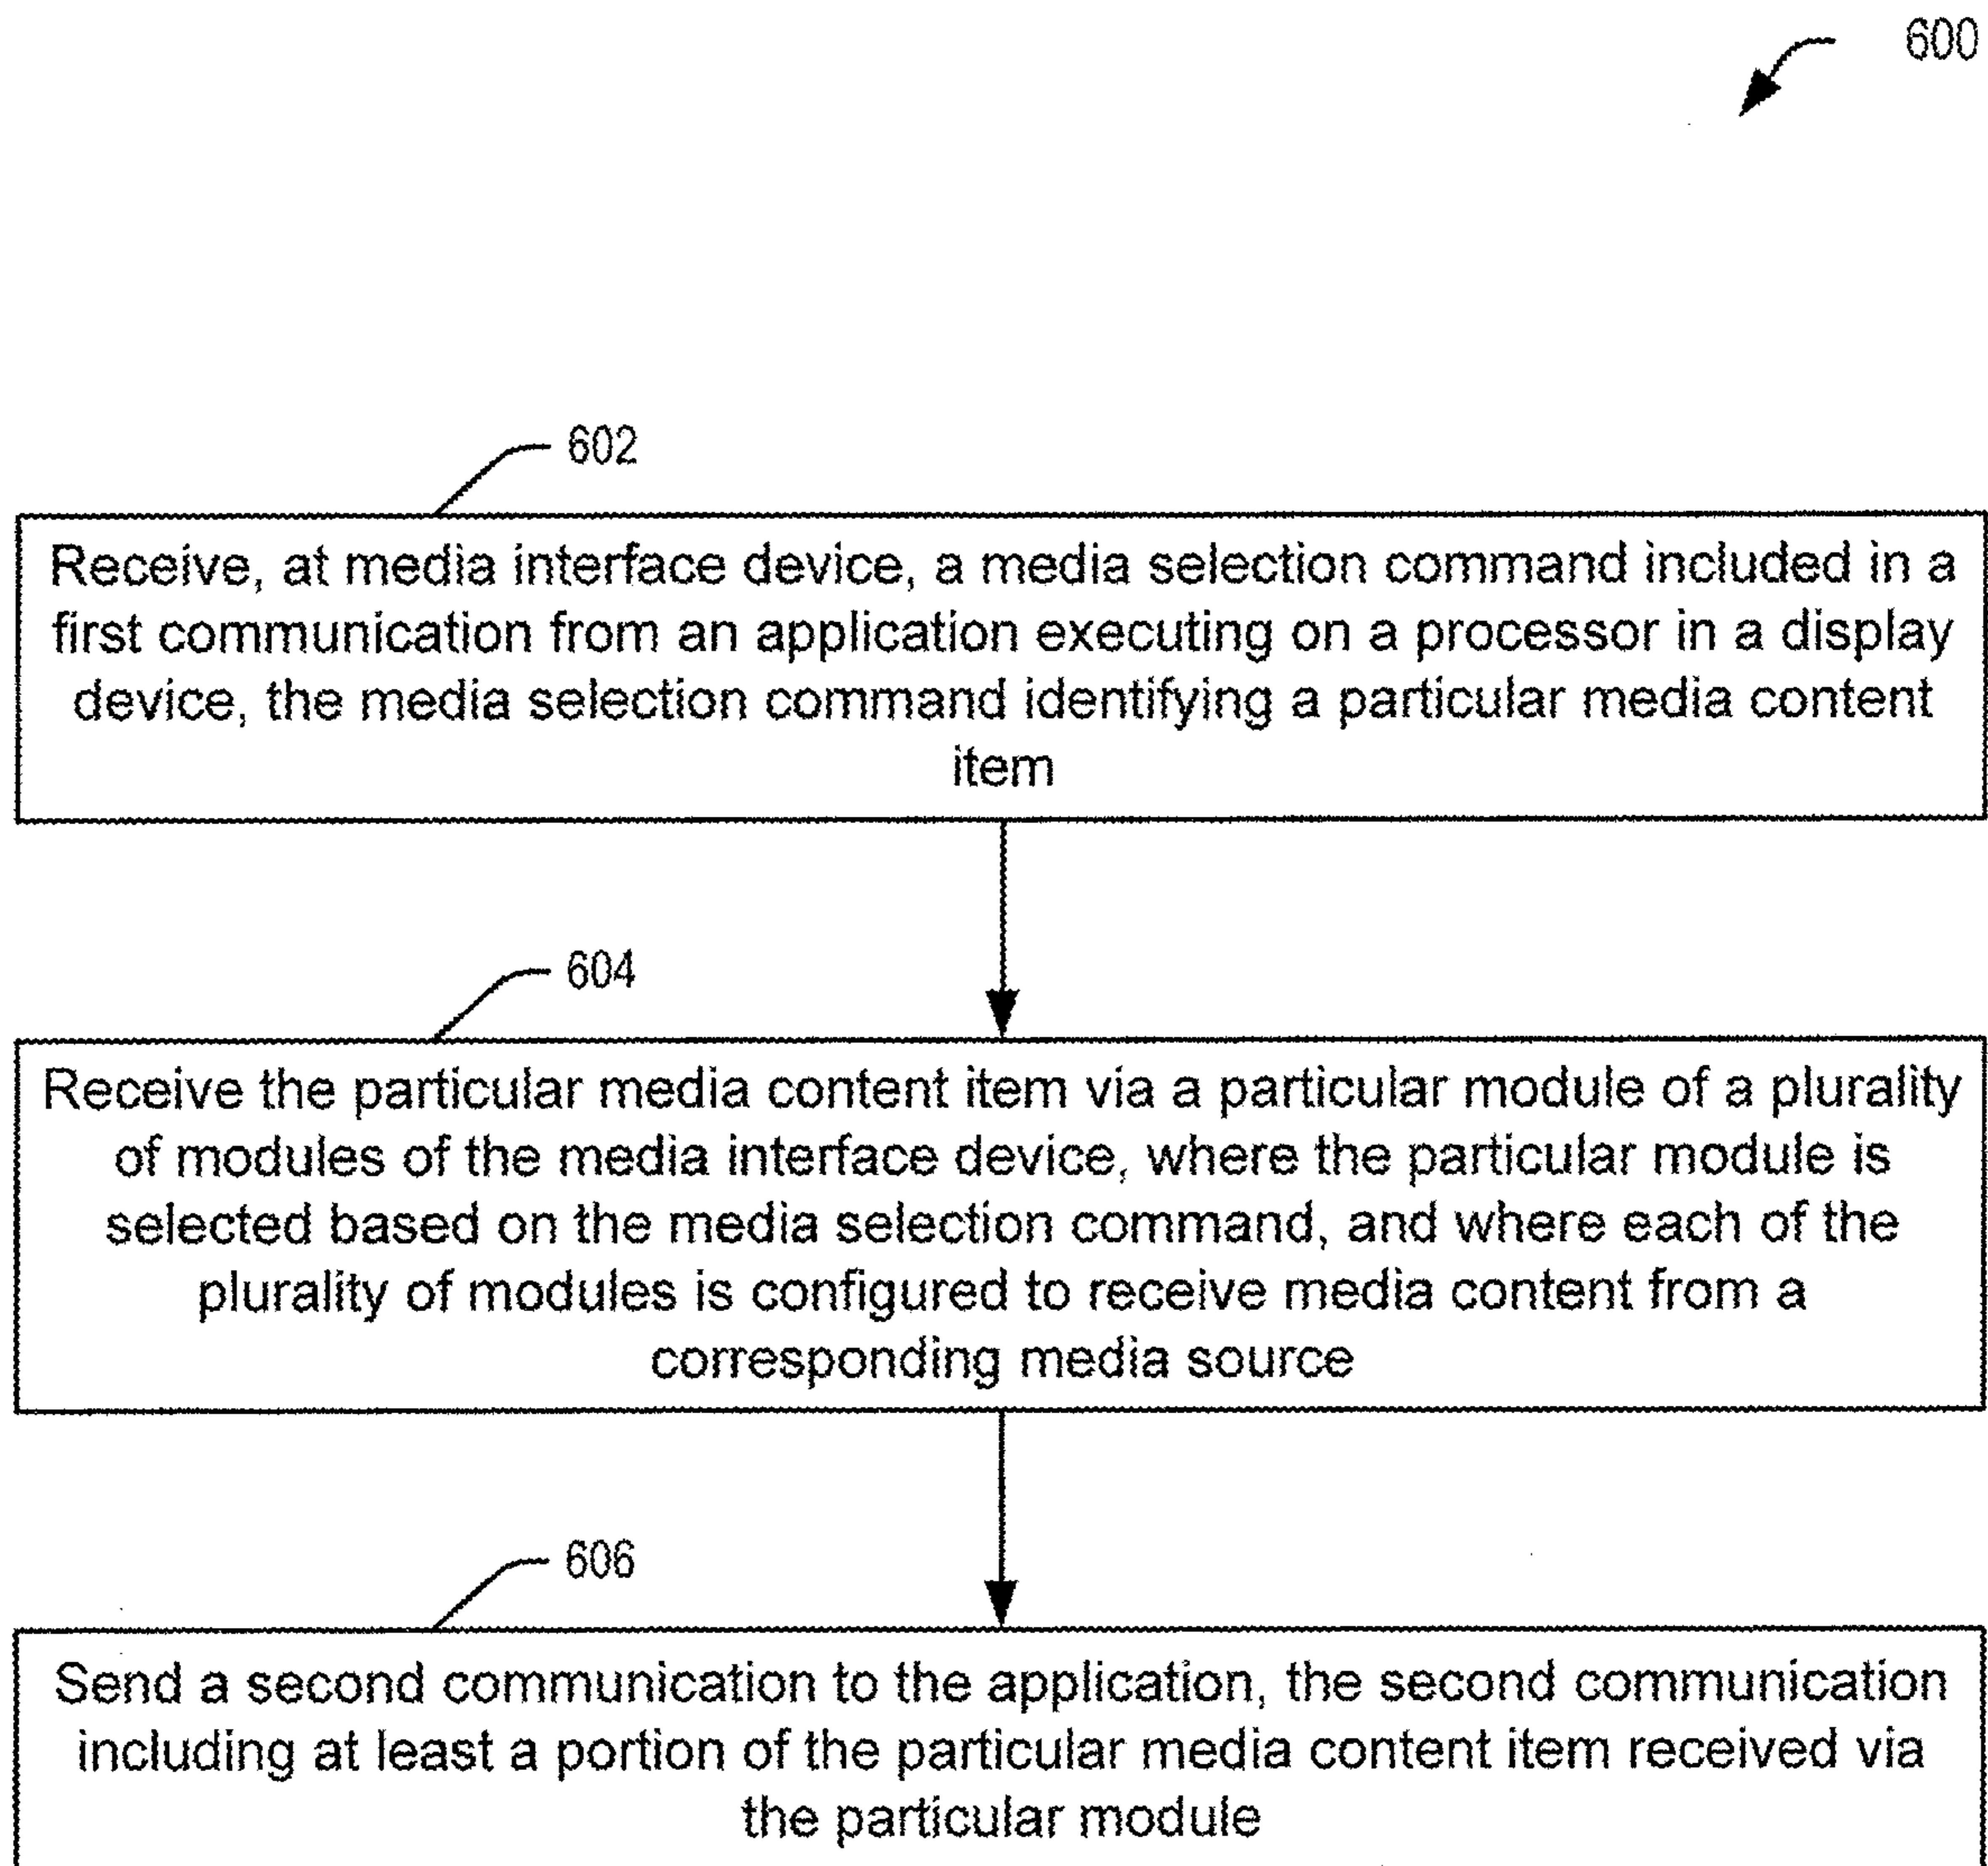 600
602
Receive, at media interface device, a media selection command included in a
first communication from an application executing on a processor in a display
device, the media selection command identifying a particular media content
item
604
Receive the particular media content item via a particular module of a plurality
of modules of the media interface device, where the particular module is
selected based on the media selection command, and where each of the
plurality of modules is configured to receive media content from a
corresponding media source
606
Send a second communication to the application, the second communication
including at least a portion of the particular media content item received via
the particular module